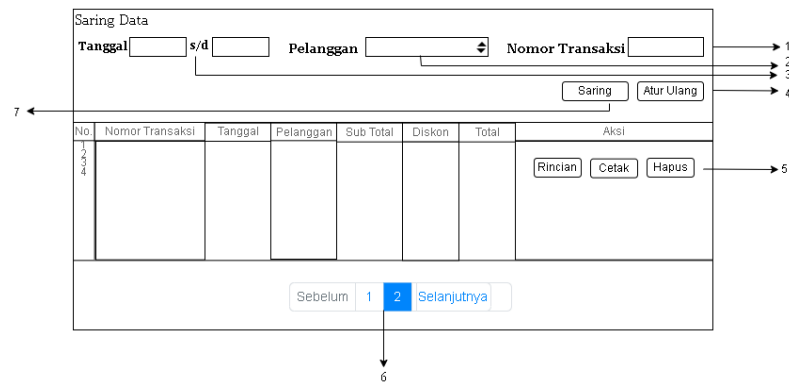 Saring Data
Tanggal s/d Pelanggan Nomor Transaksi 1
2
3
Saring Atur Ulang 4
7
No. Nomor Transaksi Tanggal Pelanggan Sub Total Diskon Total Aksi
1
2
3
4
Rincian Cetak Hapus 5
Sebelum 1 2 Selanjutnya
6